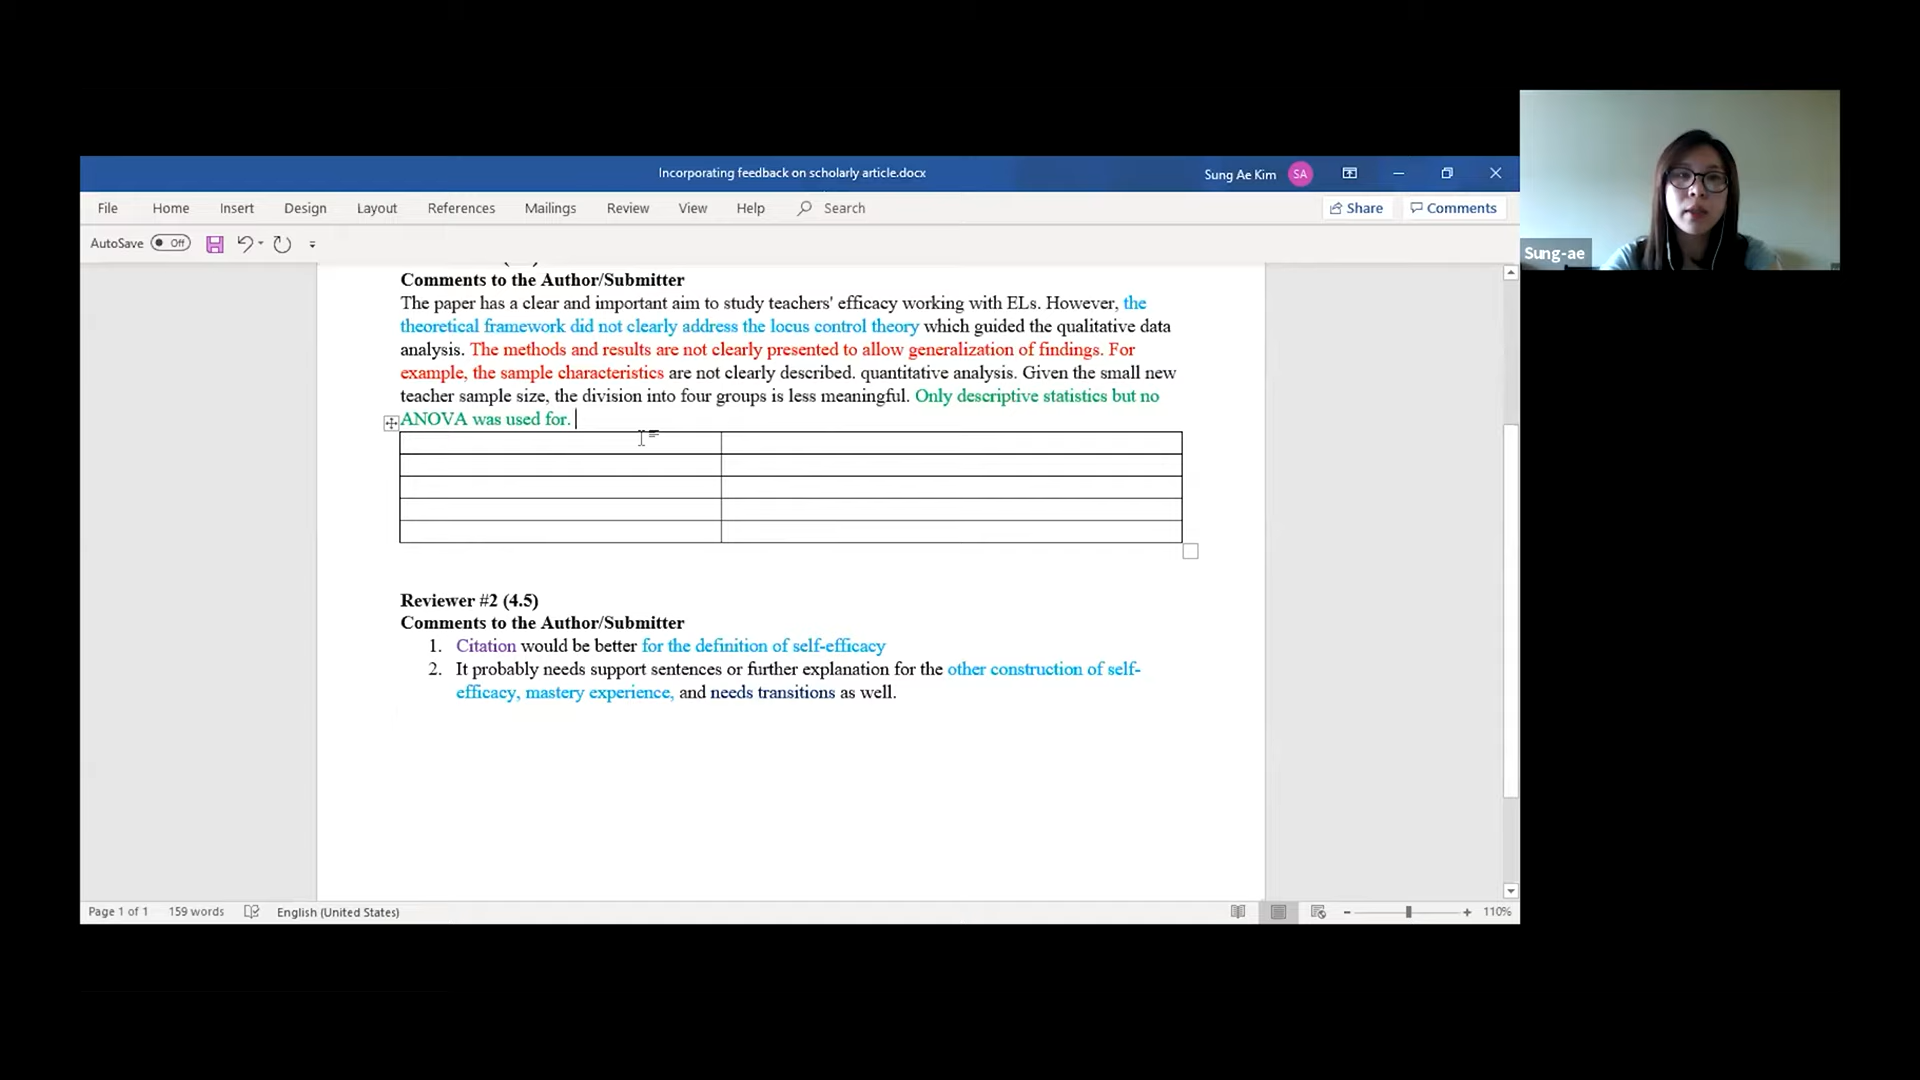 Incorporating feedback on scholarly article.docx
Sung Ae Kim SA
File Home Insert Design Layout References Mailings Review View Help Search Share Comments
AutoSave Off
Sung-ae
Comments to the Author/Submitter
The paper has a clear and important aim to study teachers' efficacy working with ELs. However, the
theoretical framework did not clearly address the locus control theory which guided the qualitative data
analysis. The methods and results are not clearly presented to allow generalization of findings. For
example, the sample characteristics are not clearly described. quantitative analysis. Given the small new
teacher sample size, the division into four groups is less meaningful. Only descriptive statistics but no
ANOVA was used for.
Reviewer #2 (4.5)
Comments to the Author/Submitter
1. Citation would be better for the definition of self-efficacy
2. It probably needs support sentences or further explanation for the other construction of self-
efficacy, mastery experience, and needs transitions as well.
Page 1 of 1 159 words English (United States) 110%